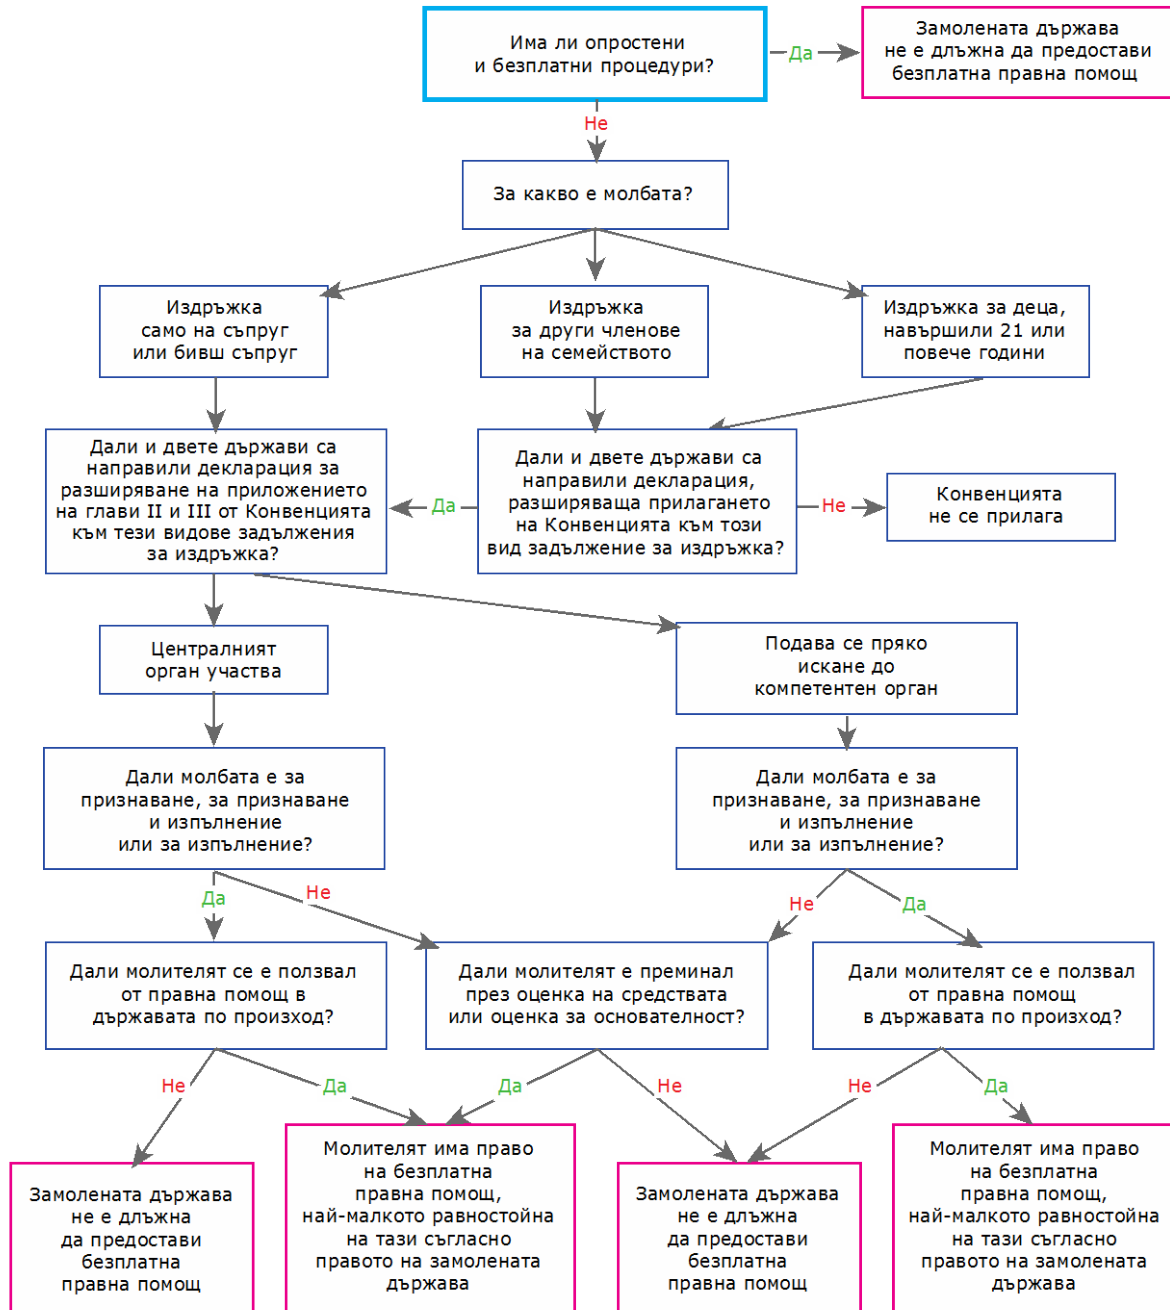 Има ли опростени
и безплатни процедури?
Да
Замолената държава
не е длъжна да предостави
безплатна правна помощ
Не
За какво е молбата?
Издръжка
само на съпруг
или бивш съпруг
Издръжка
за други членове
на семейството
Издръжка за деца,
навършили 21 или
повече години
Дали и двете държави са
направили декларация за
разширяване на приложението
на глави II и III от Конвенцията
към тези видове задължения
за издръжка?
Да
Дали и двете държави са
направили декларация,
разширяваща прилагането
на Конвенцията към този
вид задължение за издръжка?
Не
Конвенцията
не се прилага
Централният
орган участва
Подава се пряко
искане до
компетентен орган
Дали молбата е за
признаване, за признаване
и изпълнение
или за изпълнение?
Дали молбата е за
признаване, за признаване
и изпълнение
или за изпълнение?
Да
Не
Не
Да
Дали молителят се е ползвал
от правна помощ в
държавата по произход?
Дали молителят е преминал
през оценка на средствата
или оценка за основателност?
Дали молителят се е ползвал
от правна помощ
в държавата по произход?
Не
Да
Да
Не
Не
Да
Замолената държава
не е длъжна
да предостави
безплатна
правна помощ
Молителят има право
на безплатна
правна помощ,
най-малкото равностойна
на тази съгласно
правото на замолената
държава
Замолената държава
не е длъжна
да предостави
безплатна
правна помощ
Молителят има право
на безплатна
правна помощ,
най-малкото равностойна
на тази съгласно
правото на замолената
държава